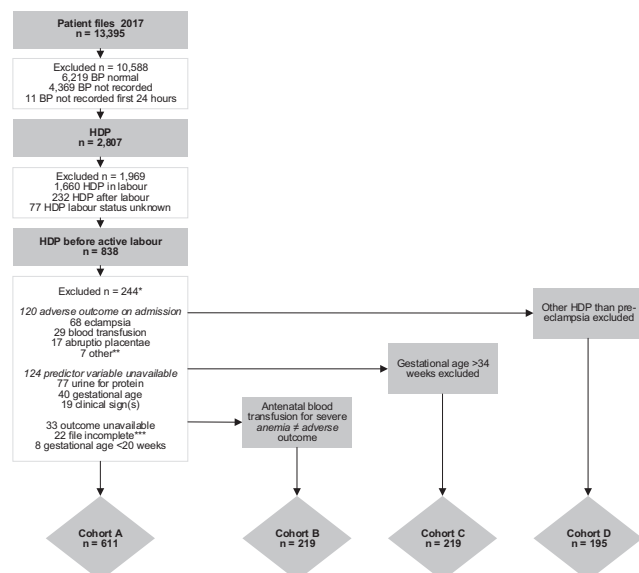 Patient files 2017
n = 13,395
Excluded n = 10,588
6,219 BP normal
4,369 BP not recorded
11 BP not recorded first 24 hours
HDP
n = 2,807
Excluded n = 1,969
1,660 HDP in labour
232 HDP after labour
77 HDP labour status unknown
HDP before active labour
n = 838
Excluded n = 244*
120 adverse outcome on admission
68 eclampsia
29 blood transfusion
17 abruptio placentae
7 other**
124 predictor variable unavailable
77 urine for protein
40 gestational age
19 clinical sign(s)
33 outcome unavailable
22 file incomplete***
8 gestational age <20 weeks
Other HDP than pre-
eclampsia excluded
Gestational age >34
weeks excluded
Antenatal blood
transfusion for severe
anemia ≠ adverse
outcome
Cohort A
n = 611
Cohort B
n = 219
Cohort C
n = 219
Cohort D
n = 195